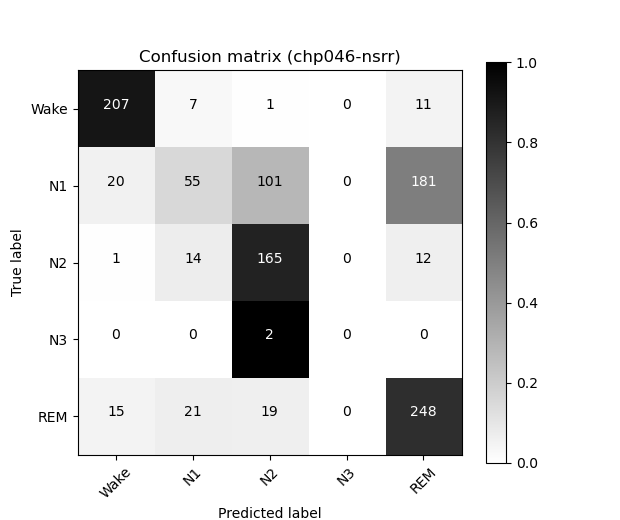 Confusion matrix (chp046-nsrr)
True label
Wake 207 7 1 0 11
N1 20 55 101 0 181
N2 1 14 165 0 12
N3 0 0 2 0 0
REM 15 21 19 0 248
Wake N1 N2 N3 REM
Predicted label
1.0
0.8
0.6
0.4
0.2
0.0